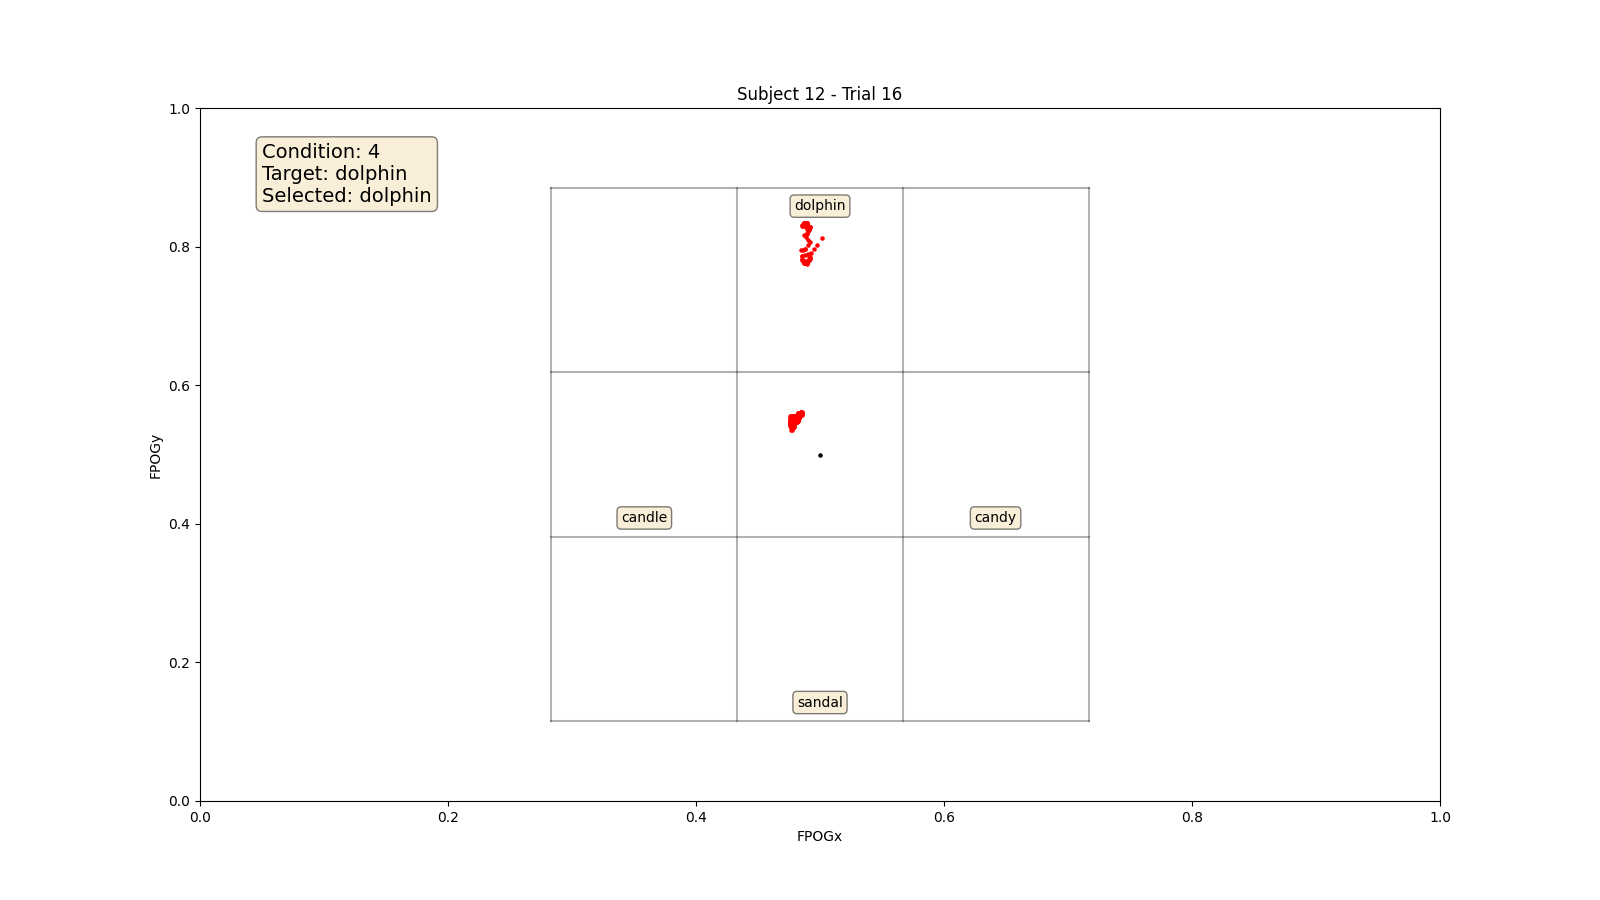 Subject 12 - Trial 16
1.0
Condition: 4
Target: dolphin
Selected: dolphin
dolphin
0.8
0.6
FPOGy
candle
candy
0.4
0.2
sandal
0.0
0.0 0.2 0.4 0.6 0.8 1.0
FPOGx